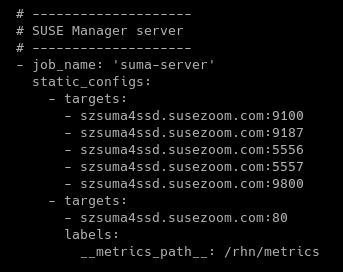 # --------------------
# SUSE Manager server
# --------------------
- job_name: 'suma-server'
  static_configs:
    - targets:
      - szsuma4ssd.susezoom.com:9100
      - szsuma4ssd.susezoom.com:9187
      - szsuma4ssd.susezoom.com:5556
      - szsuma4ssd.susezoom.com:5557
      - szsuma4ssd.susezoom.com:9800
    - targets:
      - szsuma4ssd.susezoom.com:80
      labels:
        __metrics_path__: /rhn/metrics